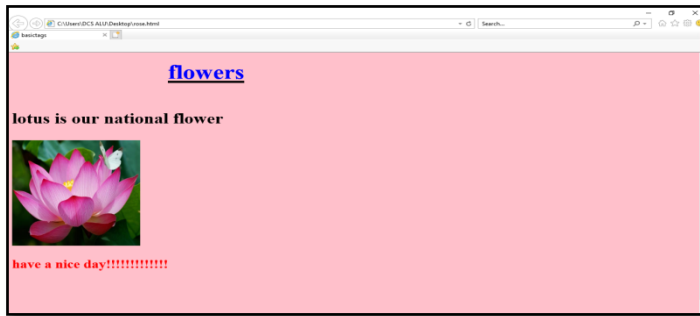 C:\Users\DCS ALU\Desktop\rose.html
Search...
basictags
flowers
lotus is our national flower
have a nice day!!!!!!!!!!!!!